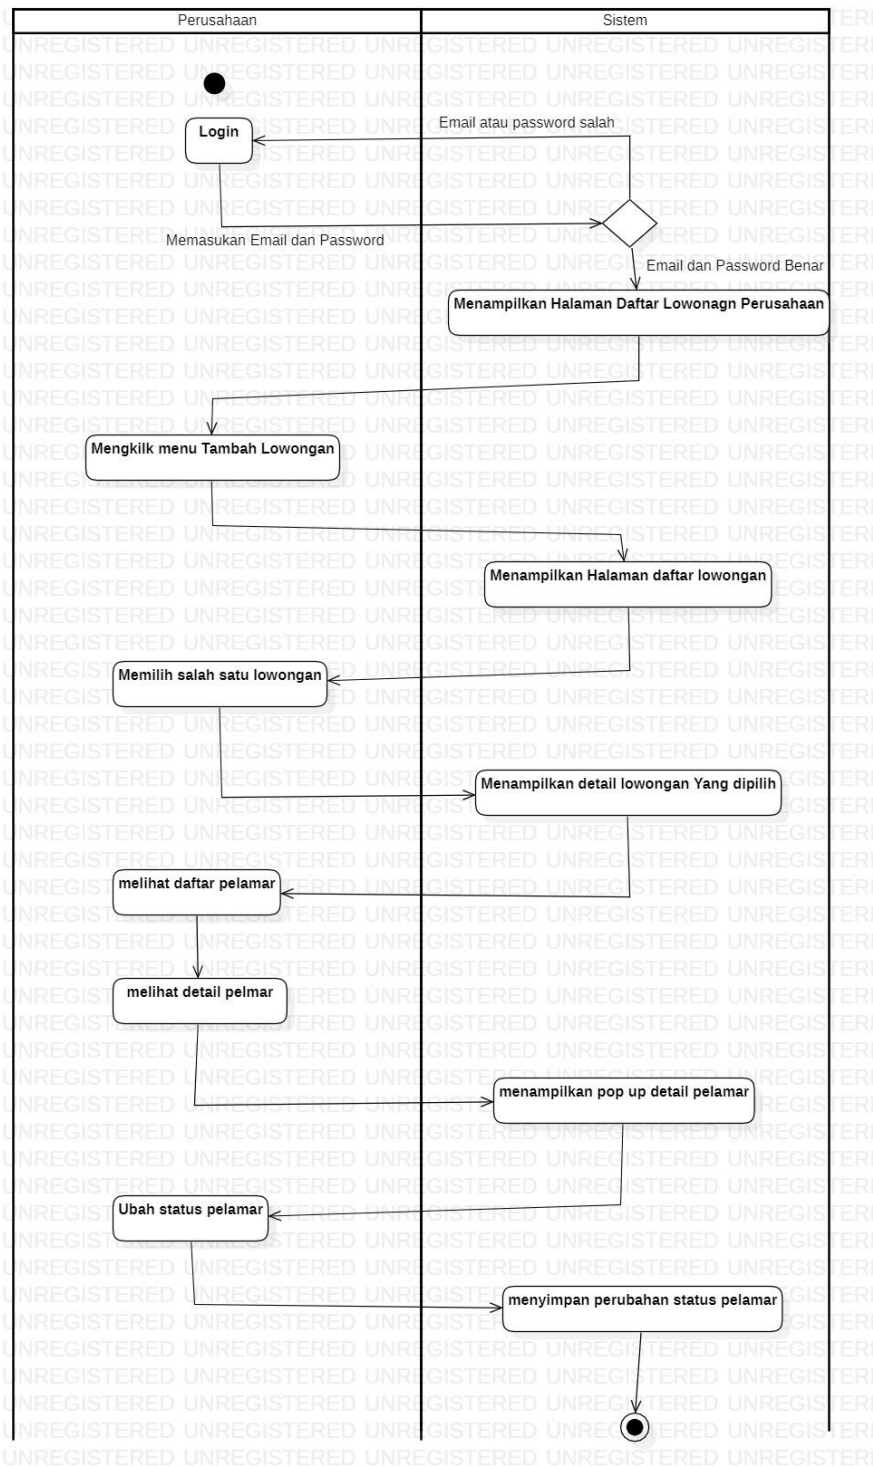 Perusahaan
Sistem
Email atau password salah
Login
Memasukan Email dan Password
Email dan Password Benar
Menampilkan Halaman Daftar Lowonagn Perusahaan
Mengkilk menu Tambah Lowongan
Menampilkan Halaman daftar lowongan
Memilih salah satu lowongan
Menampilkan detail lowongan Yang dipilih
melihat daftar pelamar
melihat detail pelmar
menampilkan pop up detail pelamar
Ubah status pelamar
menyimpan perubahan status pelamar
UNREGISTERED